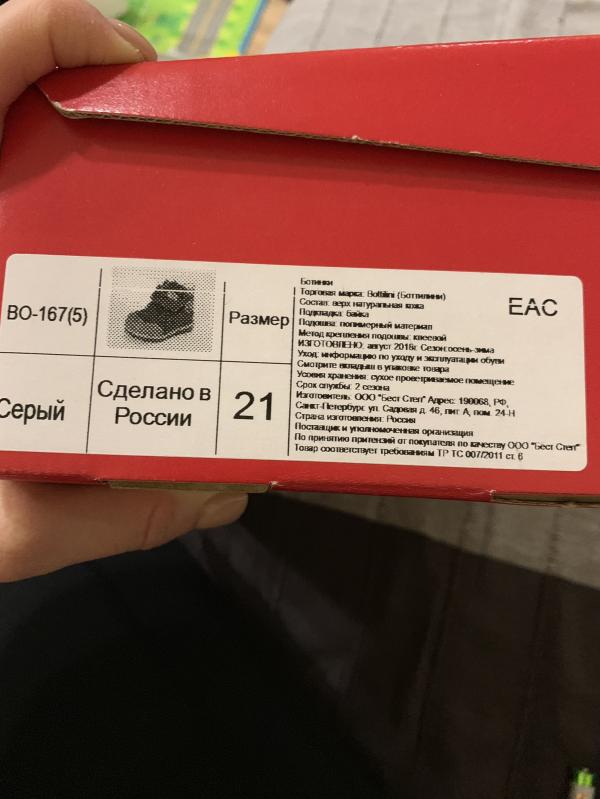 BO-167(5)
Серый
Сделано в
России
Размер
21
Ботинки
Торговая марка: Bottilini (Боттилини)
Состав: верх натуральная кожа
Подкладка: байка
Подошва: полимерный материал
Метод крепления подошвы: клеевой
ИЗГОТОВЛЕНО: август 2018г. Сезон:осень-зима
Уход: информацию по уходу и эксплуатации обуви
Смотрите вкладыш в упаковке товара
Условия хранения: сухое проветриваемое помещение
Срок службы: 2 сезона
Изготовитель: ООО "Бест Степ" Адрес: 190068, РФ,
Санкт-Петербург ул. Садовая д. 46, лит А, пом. 24-Н
Страна изготовления: Россия
Поставщик и уполномоченная организация
По принятию притензий от покупателя по качеству ООО "Бест Степ"
Товар соответствует требованиям ТР ТС 007/2011 ст. 6
EAC